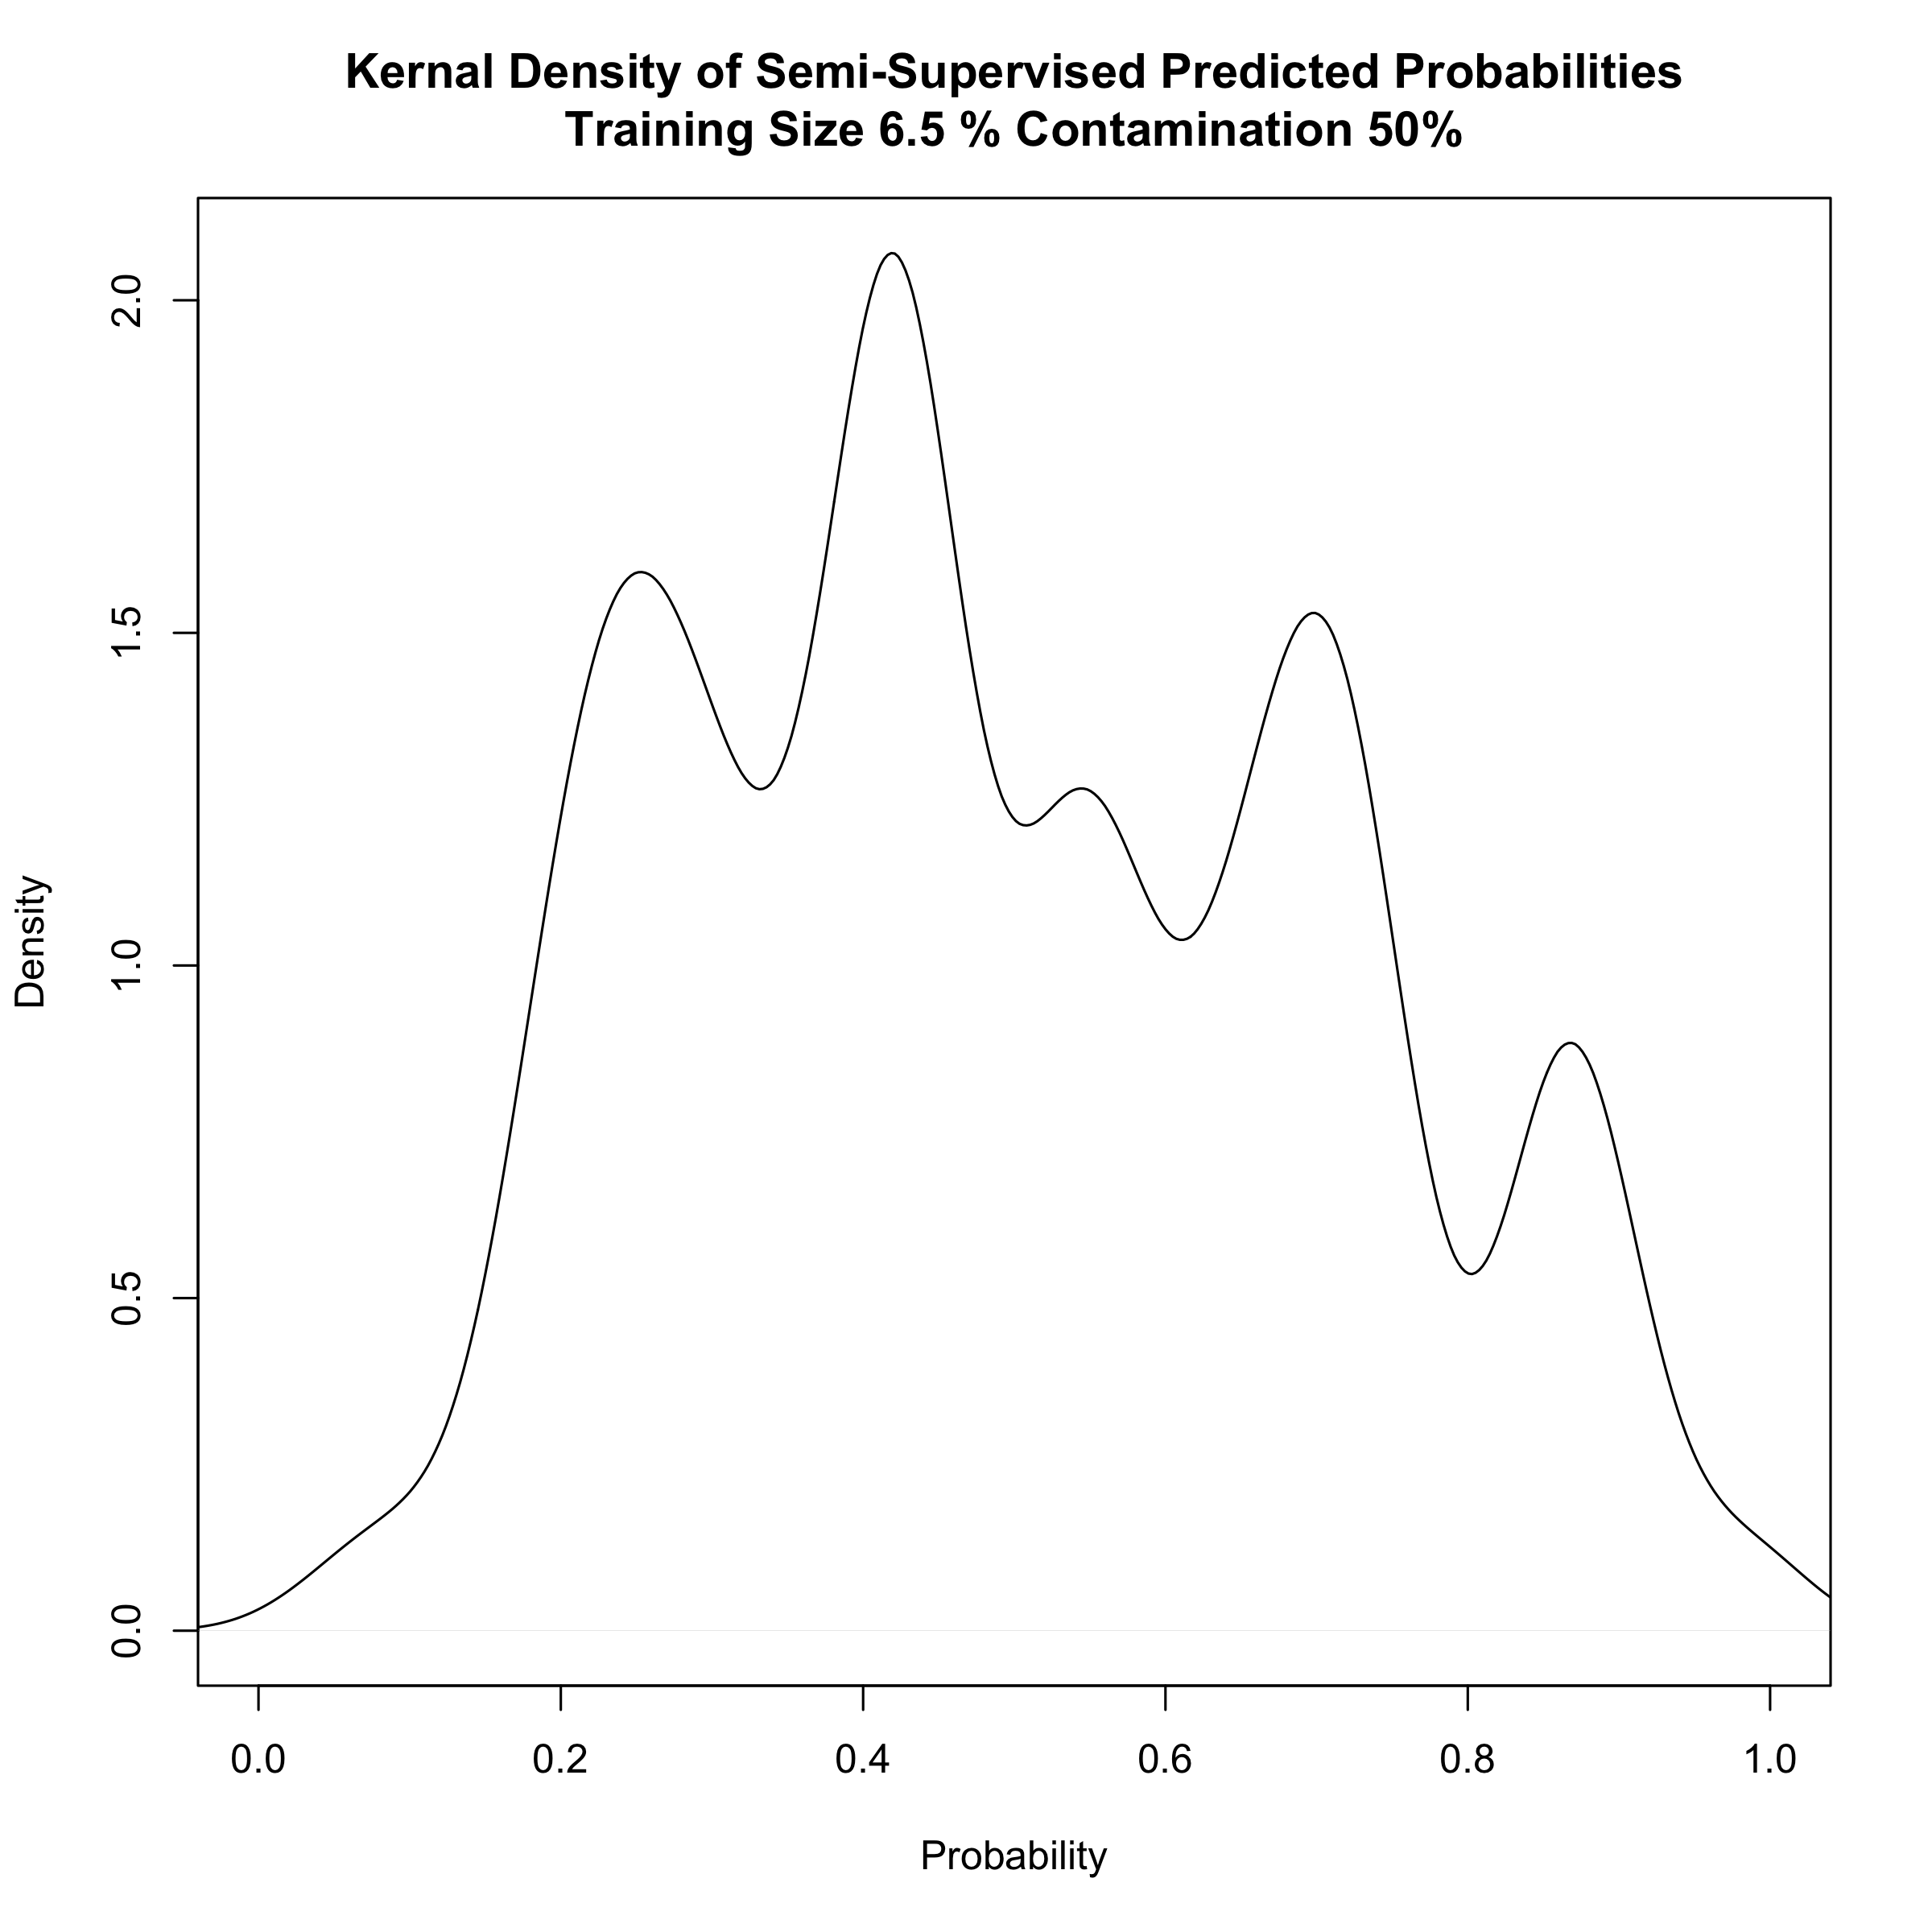 Kernal Density of Semi-Supervised Predicted Probabilities
Training Size 6.5 % Contamination 50%
2.0
1.5
1.0
0.5
0.0
Density
0.0 0.2 0.4 0.6 0.8 1.0
Probability